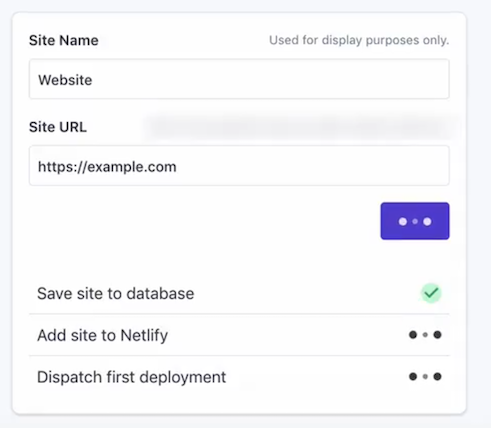 Site Name
Used for display purposes only.
Website
Site URL
https://example.com
Save site to database
Add site to Netlify
Dispatch first deployment